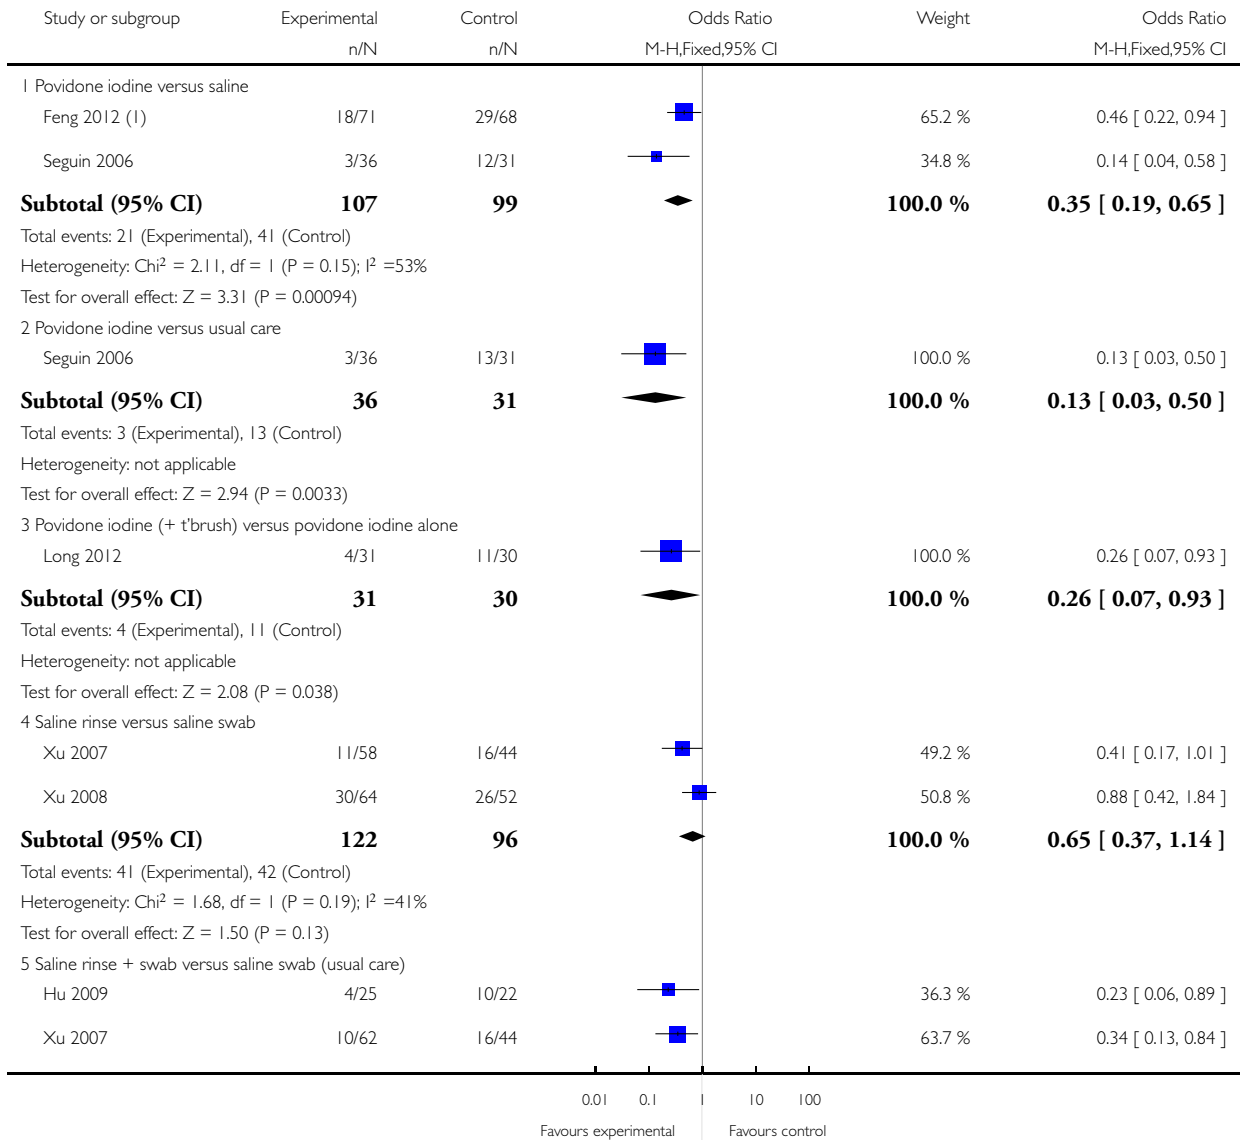 Study or subgroup Experimental Control Odds Ratio Weight Odds Ratio
n/N n/N M-H,Fixed,95% CI M-H,Fixed,95% CI
1 Povidone iodine versus saline
Feng 2012 (1) 18/71 29/68 65.2 % 0.46 [ 0.22, 0.94 ]
Seguin 2006 3/36 12/31 34.8 % 0.14 [ 0.04, 0.58 ]
Subtotal (95% CI) 107 99 100.0 % 0.35 [ 0.19, 0.65 ]
Total events: 21 (Experimental), 41 (Control)
Heterogeneity: Chi² = 2.11, df = 1 (P = 0.15); I² =53%
Test for overall effect: Z = 3.31 (P = 0.00094)
2 Povidone iodine versus usual care
Seguin 2006 3/36 13/31 100.0 % 0.13 [ 0.03, 0.50 ]
Subtotal (95% CI) 36 31 100.0 % 0.13 [ 0.03, 0.50 ]
Total events: 3 (Experimental), 13 (Control)
Heterogeneity: not applicable
Test for overall effect: Z = 2.94 (P = 0.0033)
3 Povidone iodine (+ t'brush) versus povidone iodine alone
Long 2012 4/31 11/30 100.0 % 0.26 [ 0.07, 0.93 ]
Subtotal (95% CI) 31 30 100.0 % 0.26 [ 0.07, 0.93 ]
Total events: 4 (Experimental), 11 (Control)
Heterogeneity: not applicable
Test for overall effect: Z = 2.08 (P = 0.038)
4 Saline rinse versus saline swab
Xu 2007 11/58 16/44 49.2 % 0.41 [ 0.17, 1.01 ]
Xu 2008 30/64 26/52 50.8 % 0.88 [ 0.42, 1.84 ]
Subtotal (95% CI) 122 96 100.0 % 0.65 [ 0.37, 1.14 ]
Total events: 41 (Experimental), 42 (Control)
Heterogeneity: Chi² = 1.68, df = 1 (P = 0.19); I² =41%
Test for overall effect: Z = 1.50 (P = 0.13)
5 Saline rinse + swab versus saline swab (usual care)
Hu 2009 4/25 10/22 36.3 % 0.23 [ 0.06, 0.89 ]
Xu 2007 10/62 16/44 63.7 % 0.34 [ 0.13, 0.84 ]
0.01 0.1 1 10 100
Favours experimental Favours control